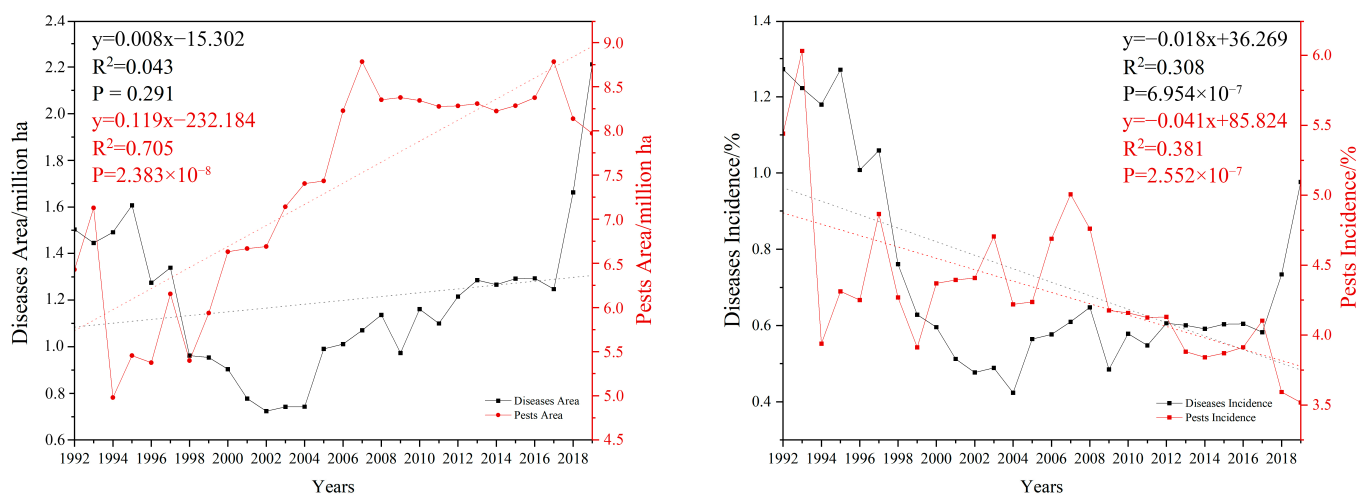 1.4
2.4
2.2
2.0
1.8
1.6
1.4
1.2
1.0
0.8
0.6
Diseases Area/million ha
y=0.008x−15.302
R²=0.043
P = 0.291
y=0.119x−232.184
R²=0.705
P=2.383×10⁻⁸
9.0
8.5
8.0
7.5
7.0
6.5
6.0
5.5
5.0
4.5
Pests Area/million ha
Diseases Area
Pests Area
1992 1994 1996 1998 2000 2002 2004 2006 2008 2010 2012 2014 2016 2018
Years
1.4
1.2
1.0
0.8
0.6
0.4
Diseases Incidence/%
y=−0.018x+36.269
R²=0.308
P=6.954×10⁻⁷
y=−0.041x+85.824
R²=0.381
P=2.552×10⁻⁷
6.0
5.5
5.0
4.5
4.0
3.5
Pests Incidence/%
Diseases Incidence
Pests Incidence
1992 1994 1996 1998 2000 2002 2004 2006 2008 2010 2012 2014 2016 2018
Years